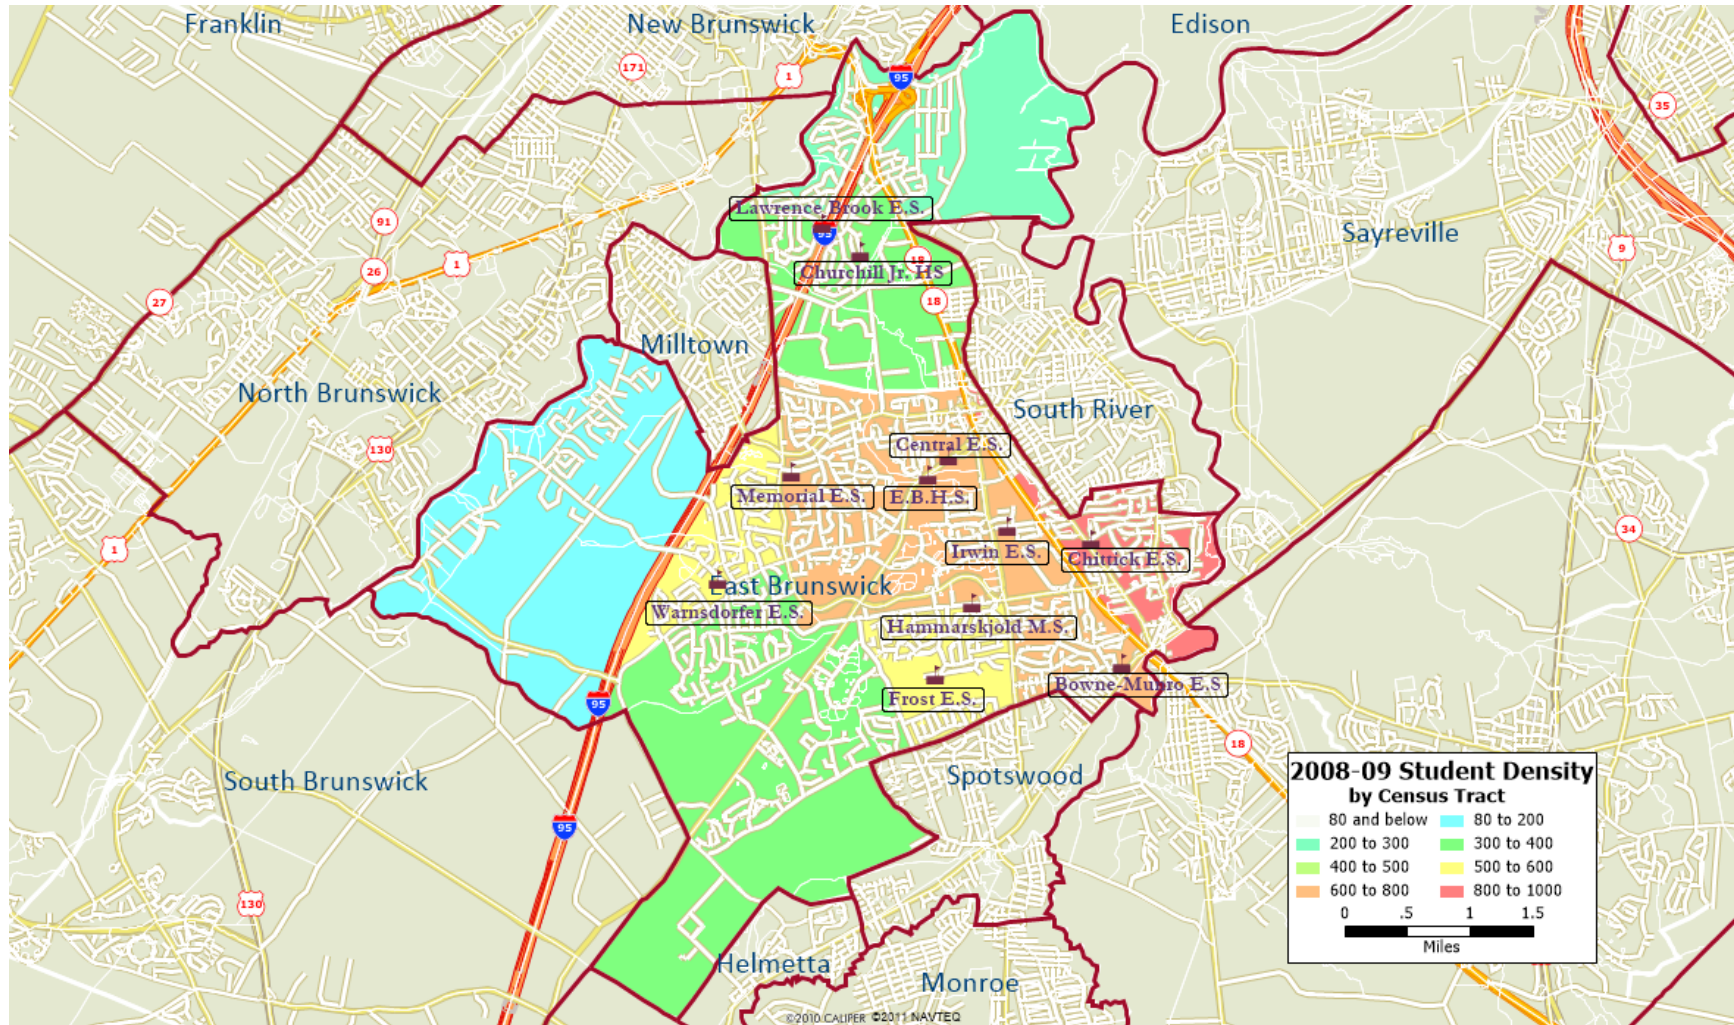 Franklin
New Brunswick
Edison
171
1
95
35
Lawrence Brook E.S.
91
95
Sayreville
9
26
1
18
Churchill Jr. HS
27
18
Milltown
North Brunswick
South River
130
Central E.S.
Memorial E.S.
E.B.H.S.
34
1
Irwin E.S.
Chittick E.S.
East Brunswick
Warnsdorfer E.S.
Hammarskjold M.S.
Bowne-Munro E.S
Frost E.S.
95
18
South Brunswick
Spotswood
2008-09 Student Density
by Census Tract
80 and below 80 to 200
200 to 300 300 to 400
400 to 500 500 to 600
600 to 800 800 to 1000
0 .5 1 1.5
Miles
95
130
Helmetta
Monroe
©2010 CALIPER ©2011 NAVTEQ